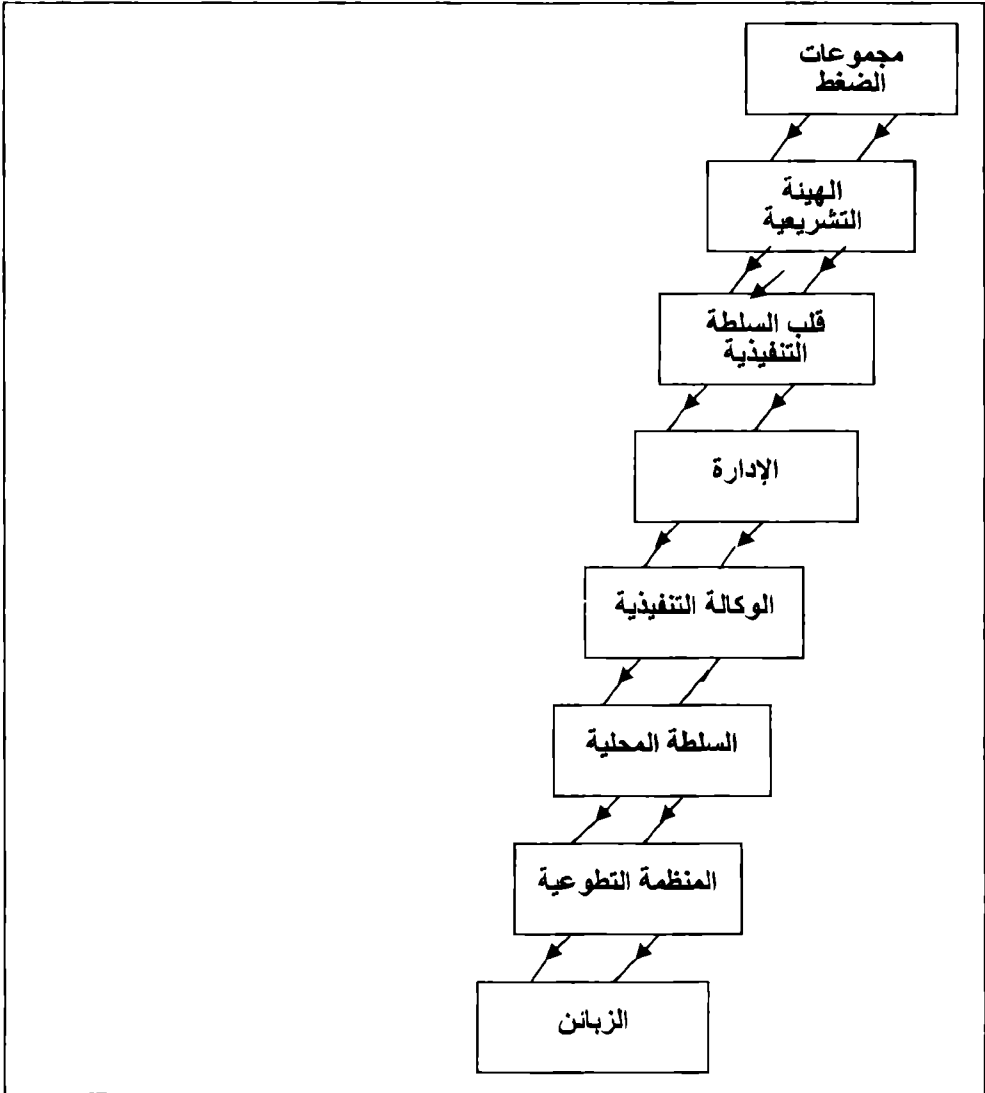 مجموعات
الضغط
الهيئة
التشريعية
قلب السلطة
التنفيذية
الإدارة
الوكالة التنفيذية
السلطة المحلية
المنظمة التطوعية
الزبائن